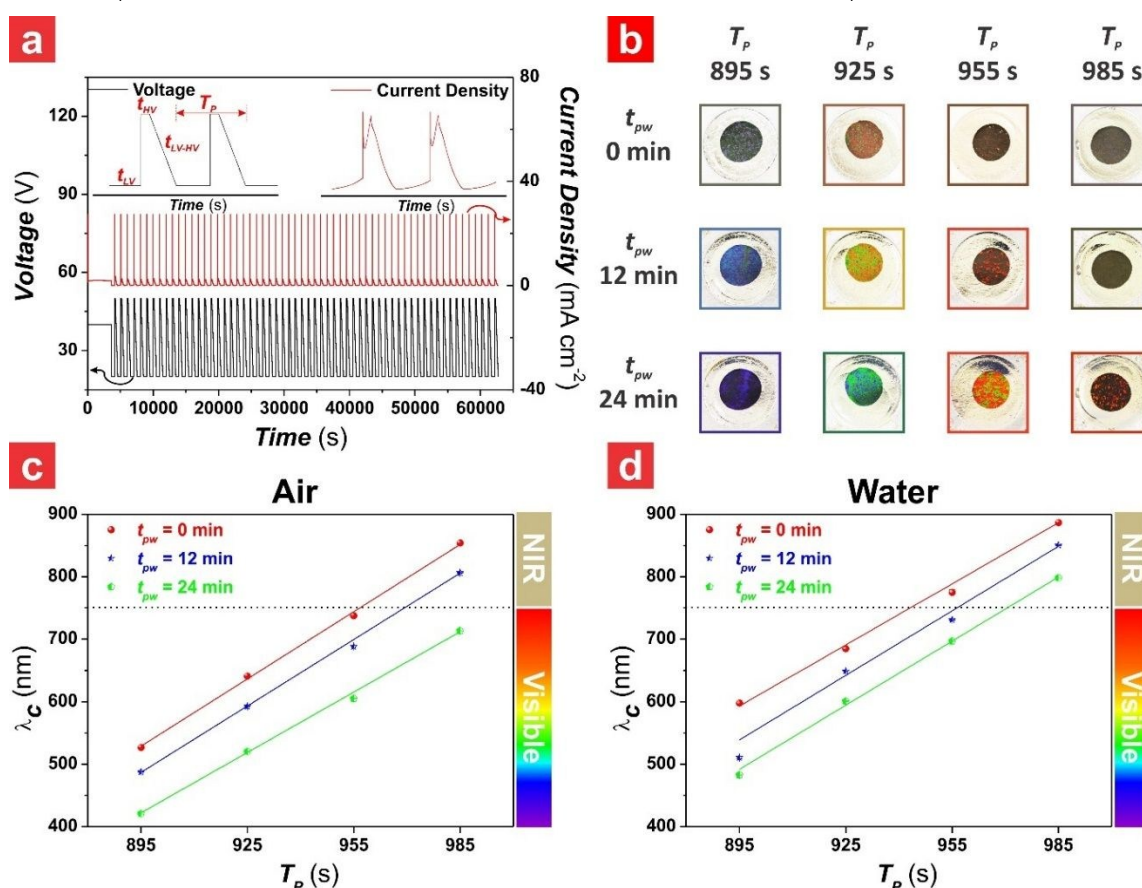 a
Voltage
Current Density
t_HV
T_P
t_LV-HV
t_LV
Time (s)
Time (s)
Voltage (V)
120
90
60
30
Current Density (mA cm⁻²)
80
40
0
-40
0 10000 20000 30000 40000 50000 60000
Time (s)
b
T_P 895 s
T_P 925 s
T_P 955 s
T_P 985 s
t_pw 0 min
t_pw 12 min
t_pw 24 min
c
Air
t_pw = 0 min
t_pw = 12 min
t_pw = 24 min
λ_C (nm)
900
800
700
600
500
400
895 925 955 985
T_P (s)
NIR
Visible
d
Water
t_pw = 0 min
t_pw = 12 min
t_pw = 24 min
λ_C (nm)
900
800
700
600
500
400
895 925 955 985
T_P (s)
NIR
Visible